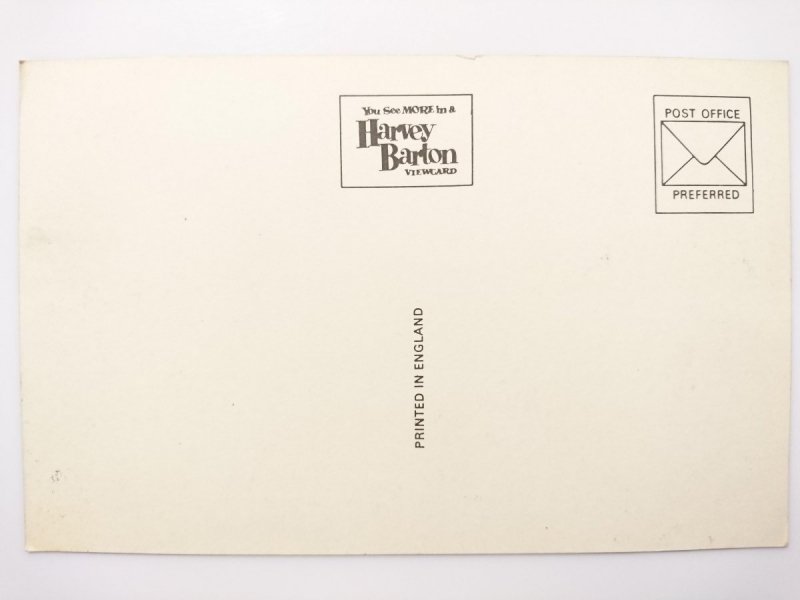 You See MORE in a
Harvey
Barton
VIEWCARD
POST OFFICE
PREFERRED
PRINTED IN ENGLAND